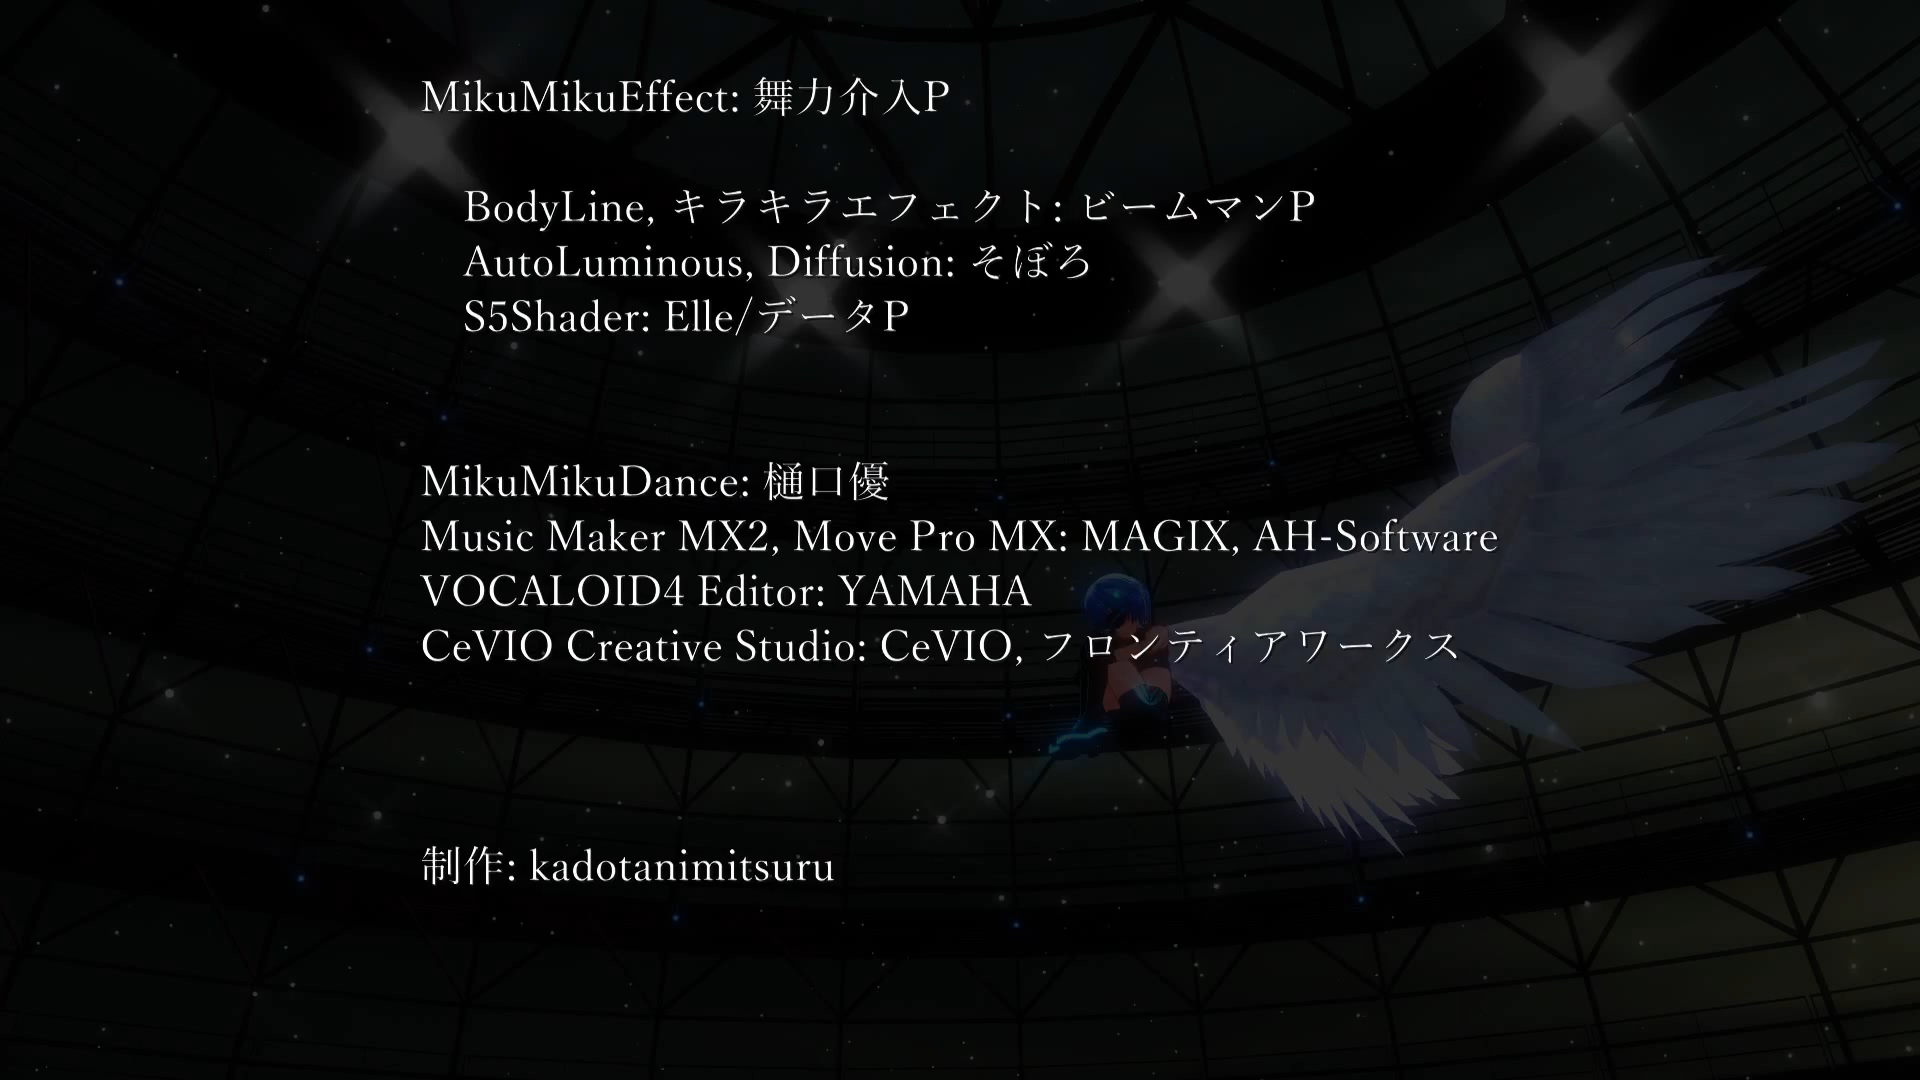 MikuMikuEffect: 舞力介入P
BodyLine, キラキラエフェクト: ビームマンP
AutoLuminous, Diffusion: そぼろ
S5Shader: Elle/データP
MikuMikuDance: 樋口優
Music Maker MX2, Move Pro MX: MAGIX, AH-Software
VOCALOID4 Editor: YAMAHA
CeVIO Creative Studio: CeVIO, フロンティアワークス
制作: kadotanimitsuru